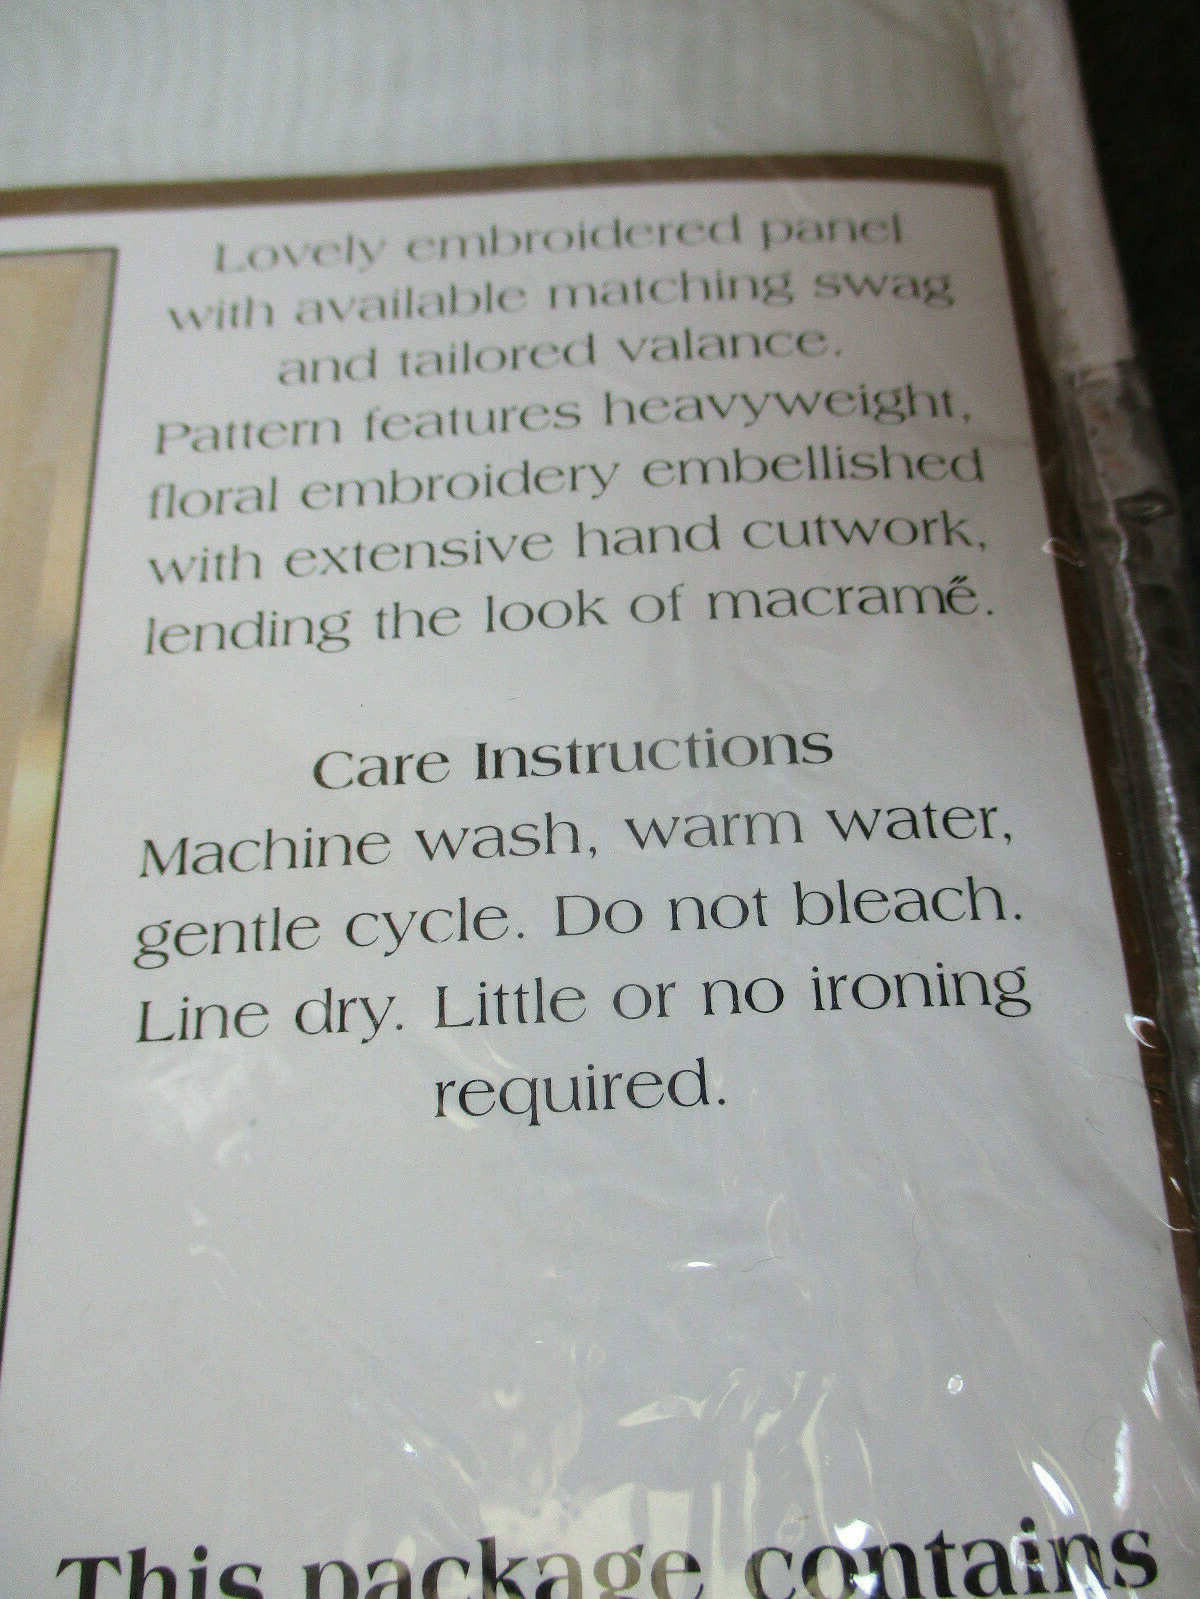 Lovely embroidered panel
with available matching swag
and tailored valance.
Pattern features heavyweight,
floral embroidery embellished
with extensive hand cutwork,
lending the look of macramé̋.
Care Instructions
Machine wash, warm water,
gentle cycle. Do not bleach.
Line dry. Little or no ironing
required.
This package contains